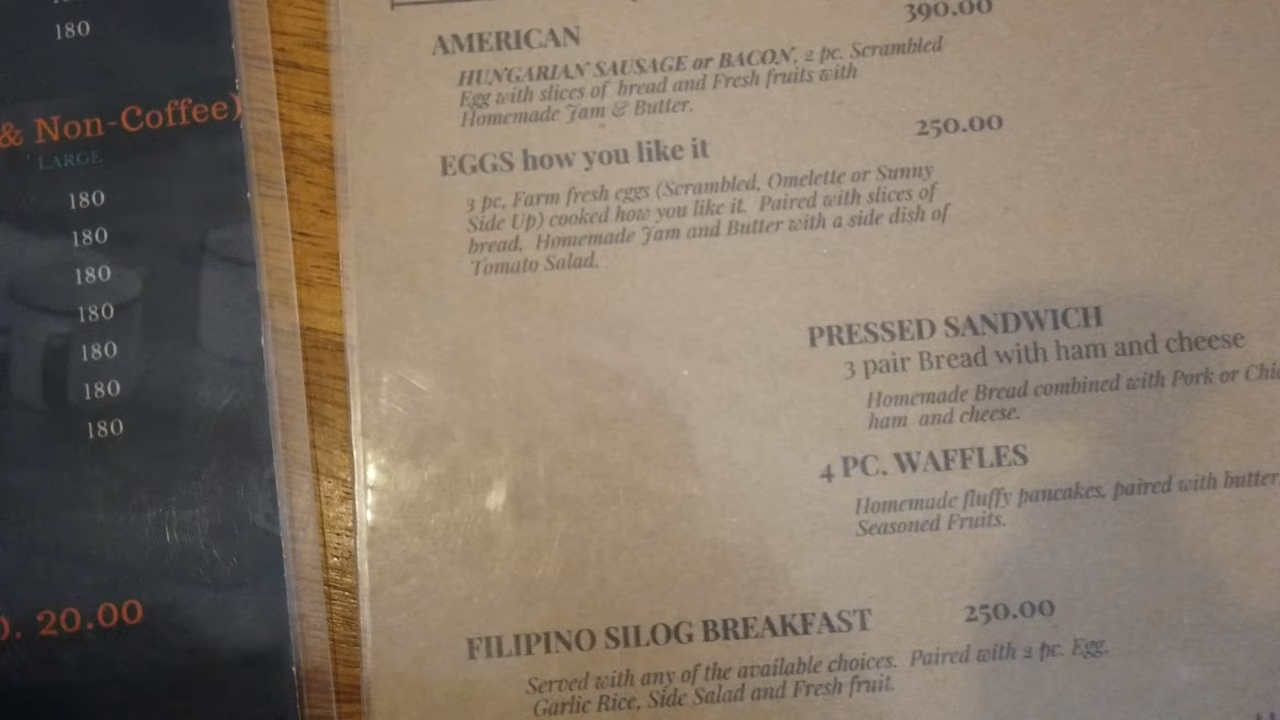 180
& Non-Coffee)
LARGE
180
180
180
180
180
180
180
20.00
390.00
AMERICAN
HUNGARIAN SAUSAGE or BACON, 2 pc. Scrambled
Egg with slices of bread and Fresh fruits with
Homemade Jam & Butter.
250.00
EGGS how you like it
3 pc. Farm fresh eggs (Scrambled, Omelette or Sunny
Side Up) cooked how you like it. Paired with slices of
bread, Homemade Jam and Butter with a side dish of
Tomato Salad.
PRESSED SANDWICH
3 pair Bread with ham and cheese
Homemade Bread combined with Pork or
ham and cheese.
4 PC. WAFFLES
Homemade fluffy pancakes, paired with butter,
Seasoned Fruits.
FILIPINO SILOG BREAKFAST 250.00
Served with any of the available choices. Paired with 2 pc. Egg,
Garlic Rice, Side Salad and Fresh fruit.